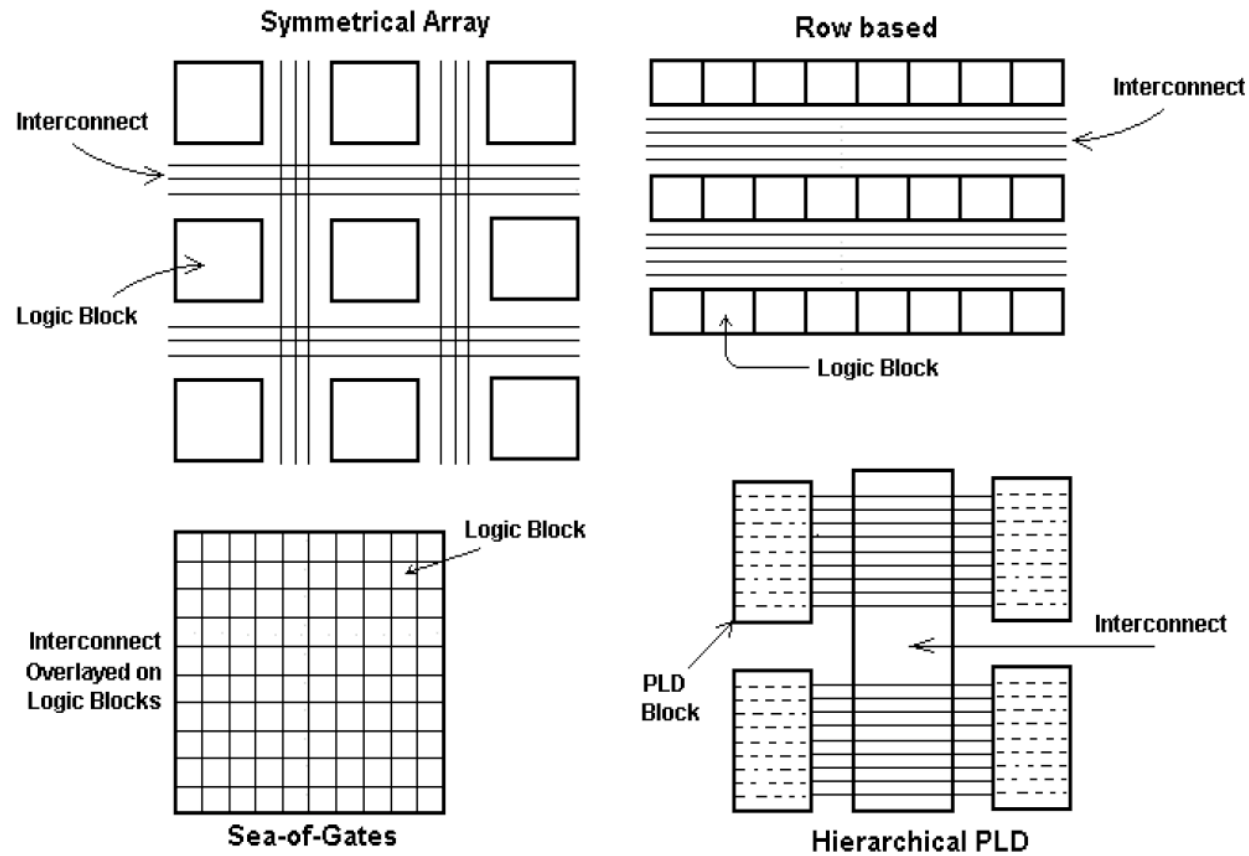 Symmetrical Array
Interconnect
Logic Block
Row based
Interconnect
Logic Block
Logic Block
Interconnect
Overlayed on
Logic Blocks
Sea-of-Gates
Interconnect
PLD
Block
Hierarchical PLD